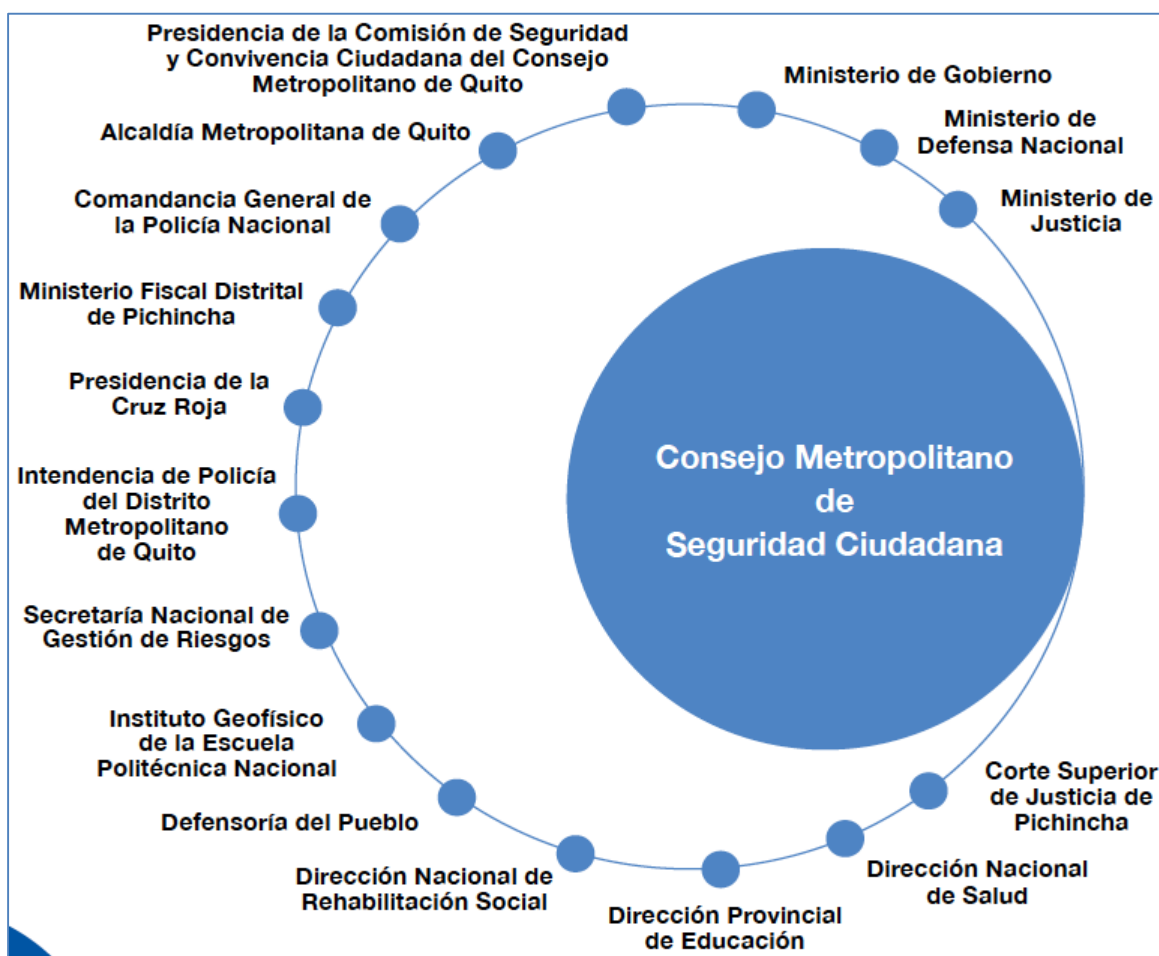 Presidencia de la Comisión de Seguridad
y Convivencia Ciudadana del Consejo
Metropolitano de Quito
Ministerio de Gobierno
Ministerio de
Defensa Nacional
Ministerio de
Justicia
Alcaldía Metropolitana de Quito
Comandancia General de
la Policía Nacional
Ministerio Fiscal Distrital
de Pichincha
Presidencia de la
Cruz Roja
Intendencia de Policía
del Distrito
Metropolitano
de Quito
Secretaría Nacional de
Gestión de Riesgos
Instituto Geofísico
de la Escuela
Politécnica Nacional
Defensoría del Pueblo
Dirección Nacional de
Rehabilitación Social
Dirección Provincial
de Educación
Dirección Nacional
de Salud
Corte Superior
de Justicia de
Pichincha
Consejo Metropolitano
de
Seguridad Ciudadana